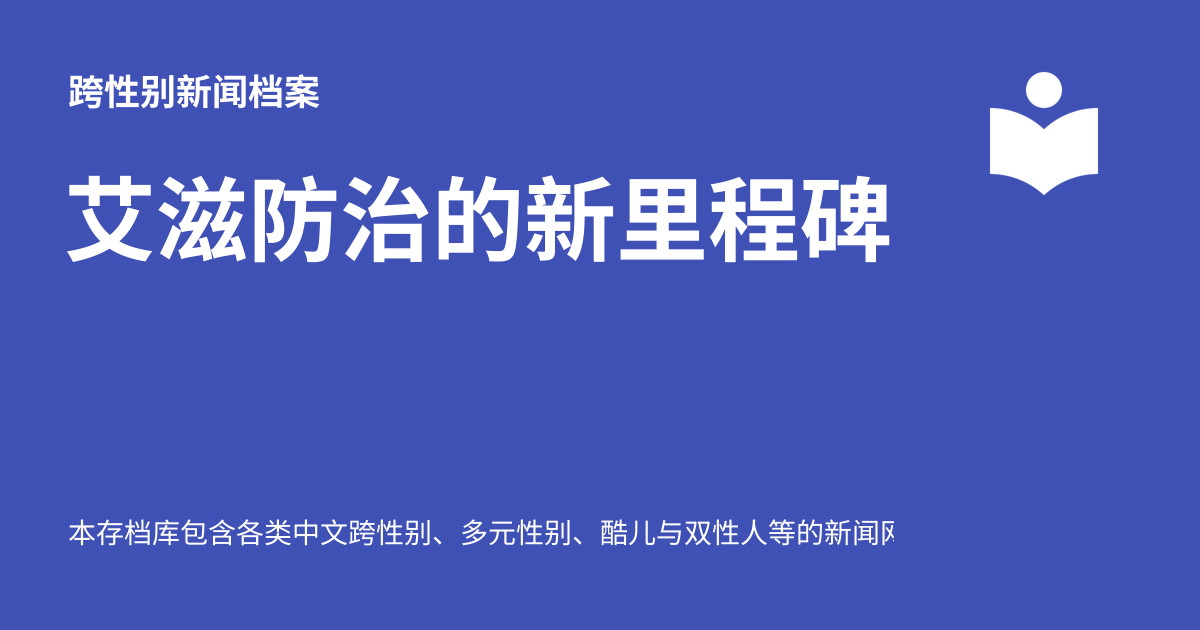 跨性别新闻档案
艾滋防治的新里程碑
本存档库包含各类中文跨性别、多元性别、酷儿与双性人等的新闻